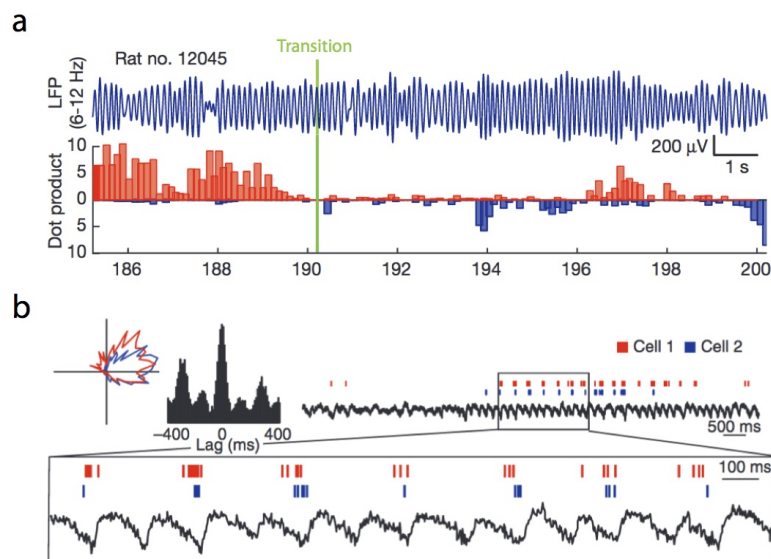 a
Rat no. 12045
Transition
LFP
(6–12 Hz)
200 µV
1 s
Dot product
10
5
0
5
10
186 188 190 192 194 196 198 200
b
Cell 1 Cell 2
–400 0 400
Lag (ms)
500 ms
100 ms